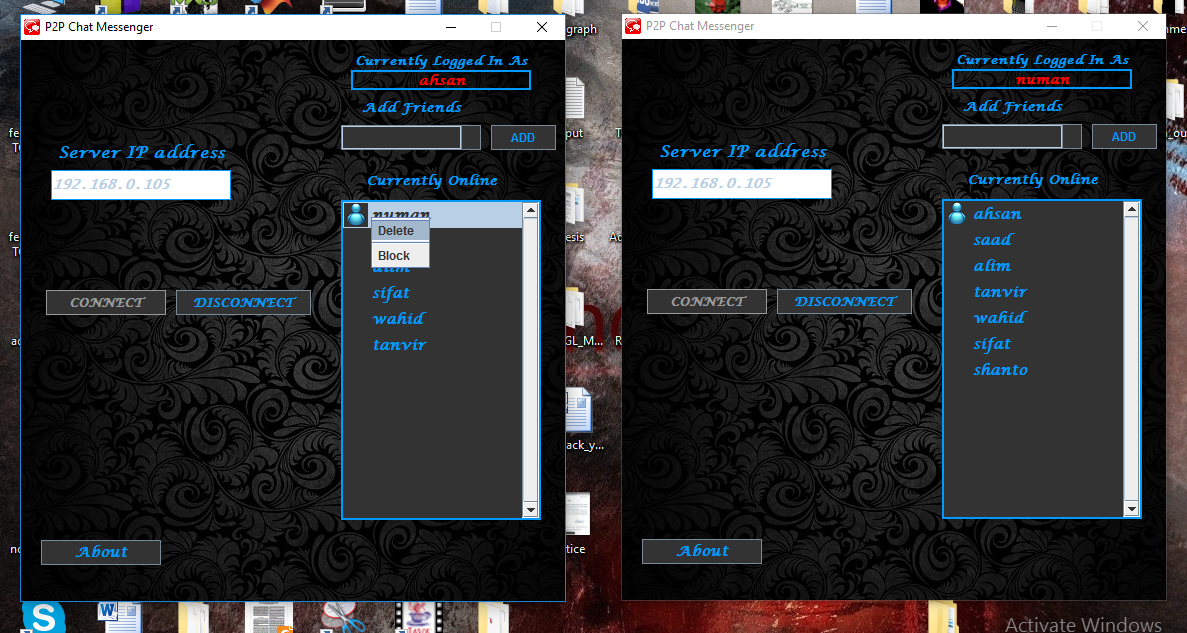 P2P Chat Messenger
Currently Logged In As
ahsan
Add Friends
ADD
Server IP address
192.168.0.105
Currently Online
numan
Delete
Block
alim
sifat
wahid
tanvir
CONNECT
DISCONNECT
About
P2P Chat Messenger
Currently Logged In As
numan
Add Friends
ADD
Server IP address
192.168.0.105
Currently Online
ahsan
saad
alim
tanvir
wahid
sifat
shanto
CONNECT
DISCONNECT
About
graph
put
esis
GL_M...
ack_y...
tice
Activate Windows